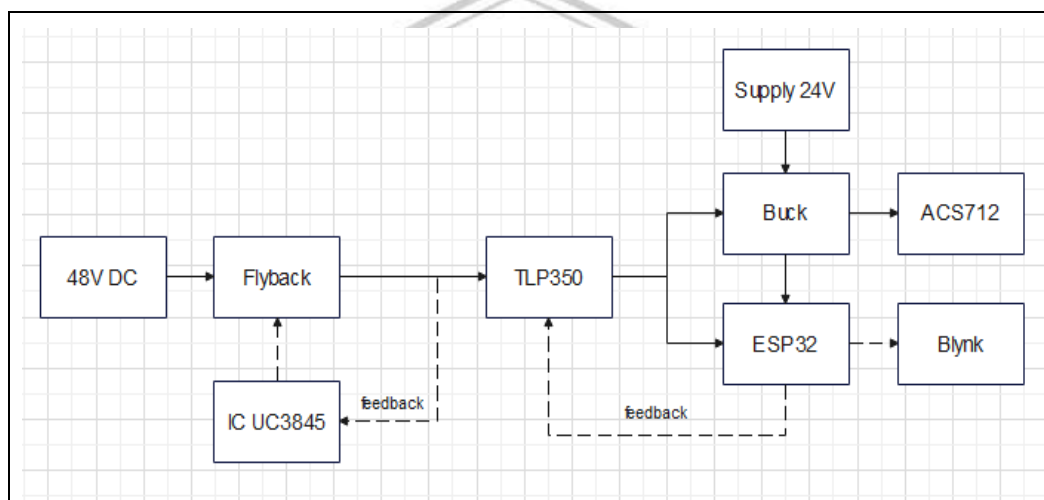 Supply 24V
Buck
ACS712
48V DC
Flyback
TLP350
ESP32
Blynk
IC UC3845
feedback
feedback